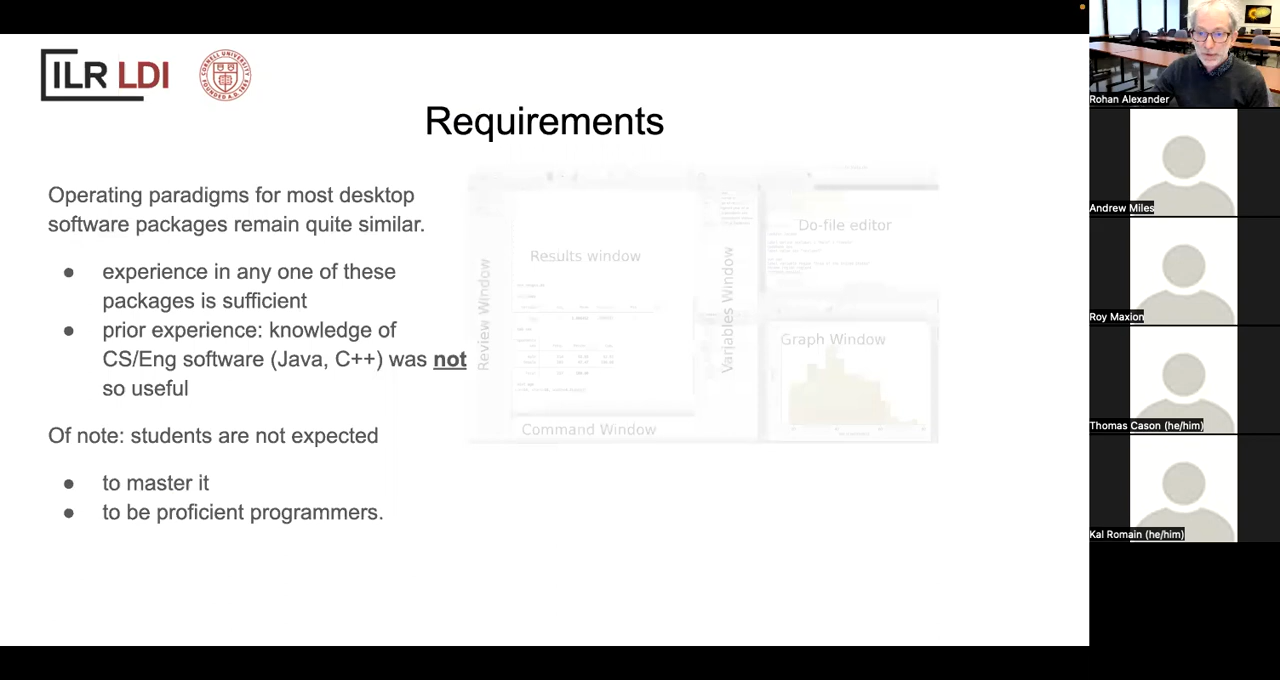 ILR LDI
Requirements
Operating paradigms for most desktop
software packages remain quite similar.
● experience in any one of these
packages is sufficient
● prior experience: knowledge of
CS/Eng software (Java, C++) was not
so useful
Of note: students are not expected
● to master it
● to be proficient programmers.
Review Window
Results window
Command Window
Variables Window
Do-file editor
Graph Window
Rohan Alexander
Andrew Miles
Roy Maxion
Thomas Cason (he/him)
Kal Romain (he/him)